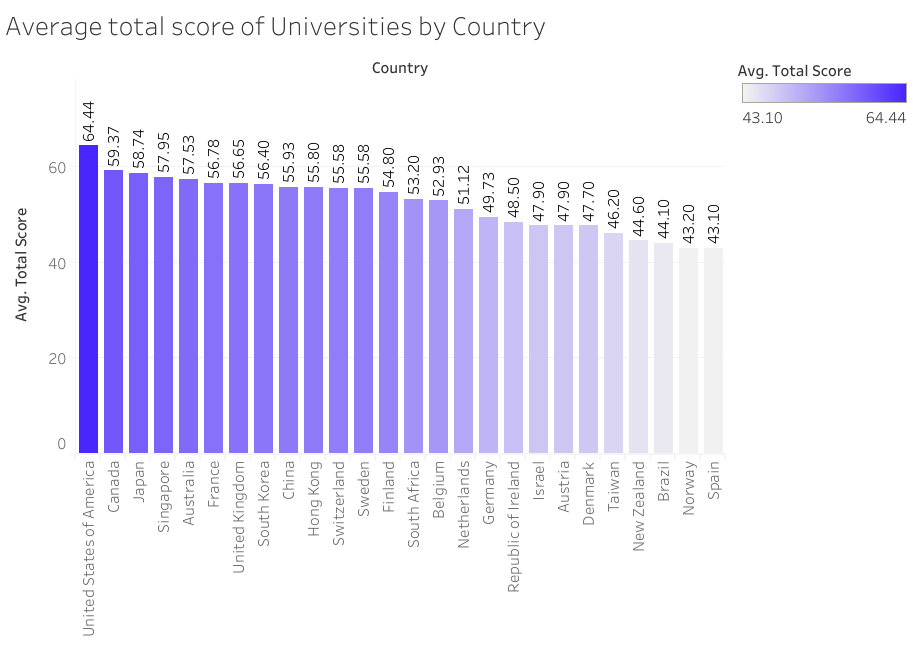 Average total score of Universities by Country
Country
Avg. Total Score
43.10 64.44
Avg. Total Score
60
40
20
0
64.44
59.37
58.74
57.95
57.53
56.78
56.65
56.40
55.93
55.80
55.58
55.58
54.80
53.20
52.93
51.12
49.73
48.50
47.90
47.90
47.70
46.20
44.60
44.10
43.20
43.10
United States of America
Canada
Japan
Singapore
Australia
France
United Kingdom
South Korea
China
Hong Kong
Switzerland
Sweden
Finland
South Africa
Belgium
Netherlands
Germany
Republic of Ireland
Israel
Austria
Denmark
Taiwan
New Zealand
Brazil
Norway
Spain